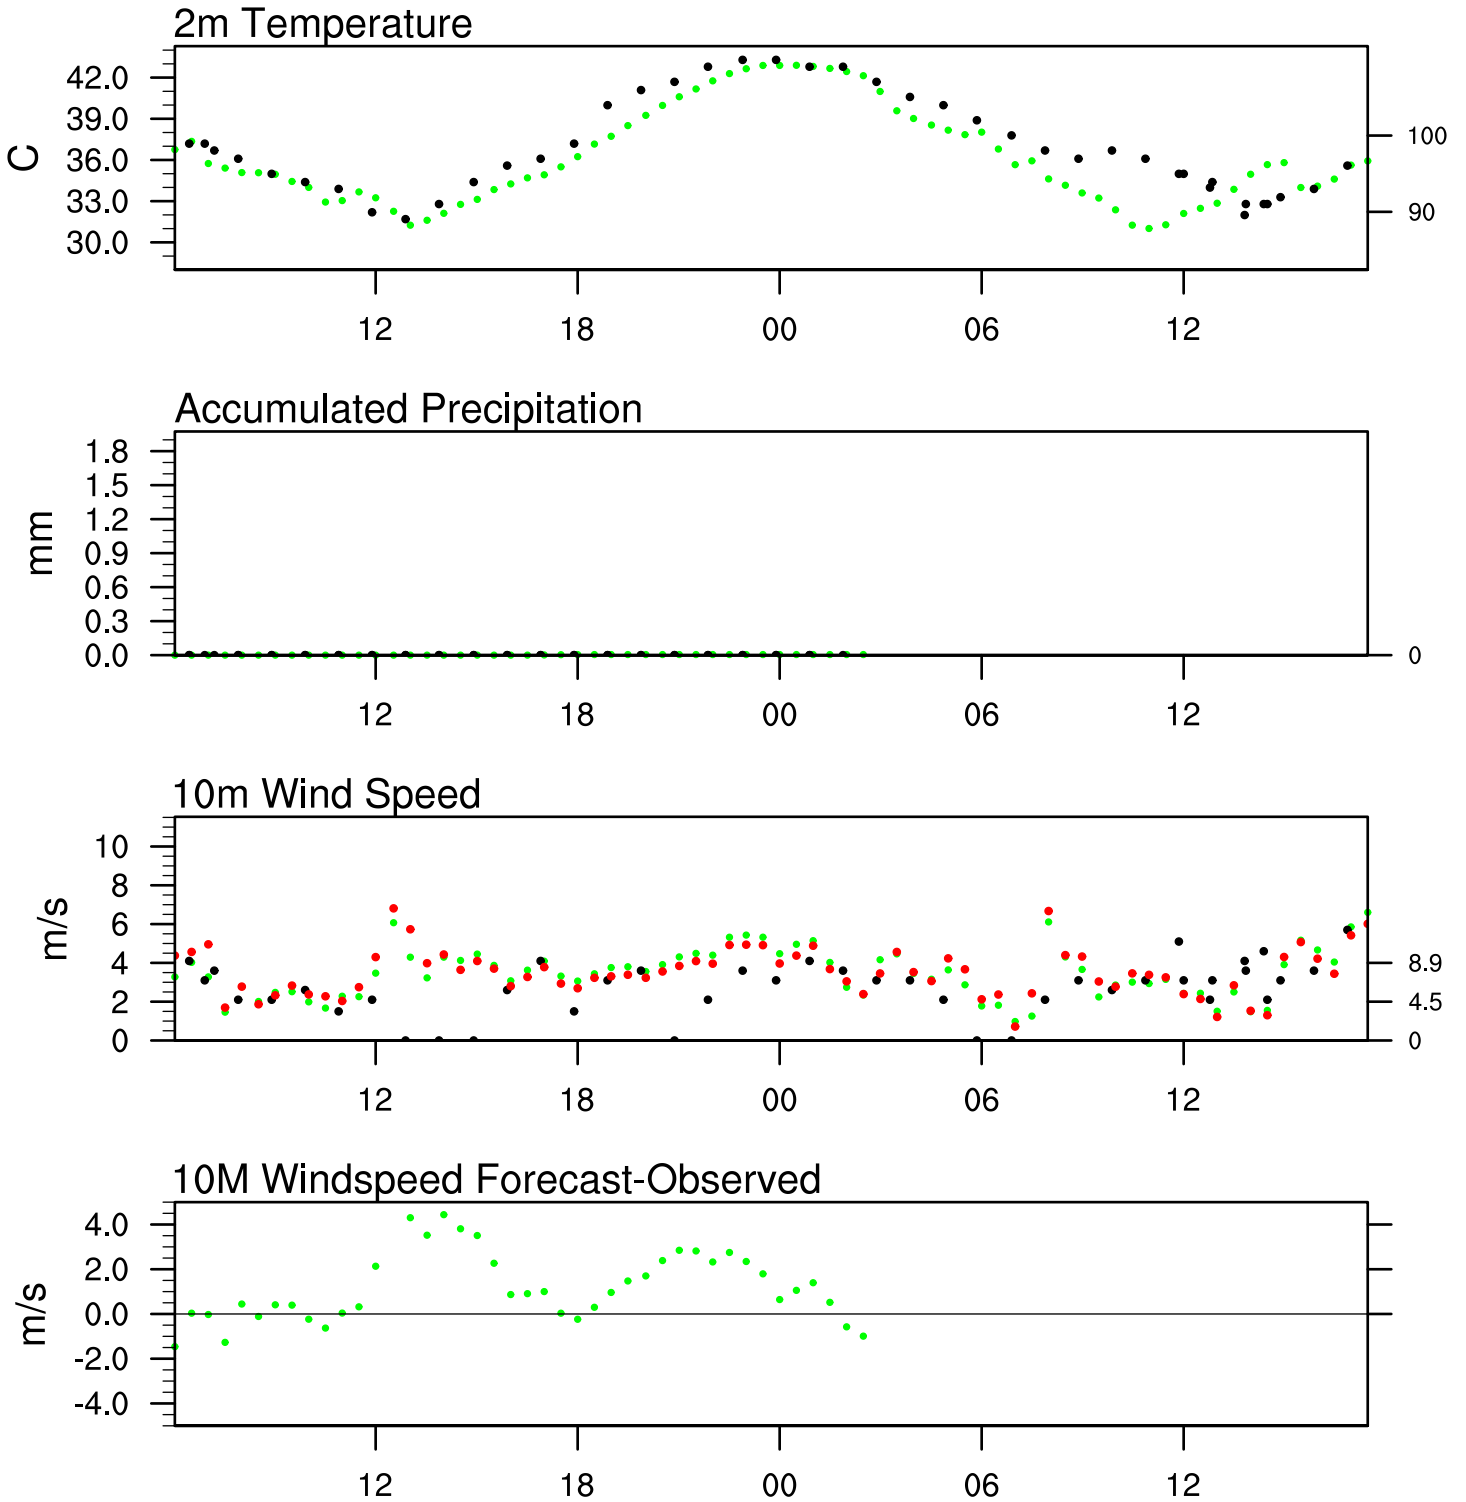 2m Temperature
42.0
39.0
36.0
33.0
30.0
C
100
90
12 18 00 06 12
Accumulated Precipitation
1.8
1.5
1.2
0.9
0.6
0.3
0.0
mm
0
12 18 00 06 12
10m Wind Speed
10
8
6
4
2
0
m/s
8.9
4.5
0
12 18 00 06 12
10M Windspeed Forecast-Observed
4.0
2.0
0.0
-2.0
-4.0
m/s
12 18 00 06 12